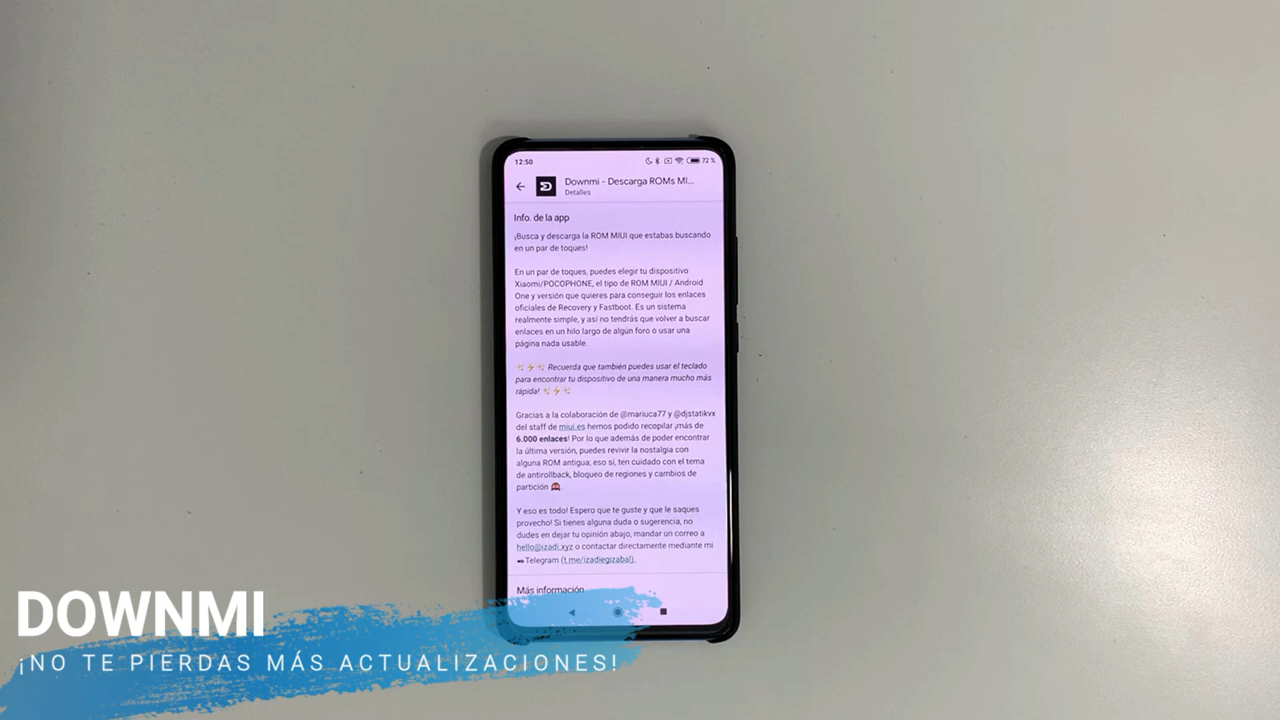 12:50
72 %
Downmi - Descarga ROMs MI...
Detalles
Info. de la app
¡Busca y descarga la ROM MIUI que estabas buscando
en un par de toques!
En un par de toques, puedes elegir tu dispositivo
Xiaomi/POCOPHONE, el tipo de ROM MIUI / Android
One y versión que quieres para conseguir los enlaces
oficiales de Recovery y Fastboot. Es un sistema
realmente simple, y así no tendrás que volver a buscar
enlaces en un hilo largo de algún foro o usar una
página nada usable.
✨⚡✨ Recuerda que también puedes usar el teclado
para encontrar tu dispositivo de una manera mucho más
rápida! ✨⚡✨
Gracias a la colaboración de @mariuca77 y @djstatikvx
del staff de miui.es hemos podido recopilar ¡más de
6.000 enlaces! Por lo que además de poder encontrar
la última versión, puedes revivir la nostalgia con
alguna ROM antigua; eso sí, ten cuidado con el tema
de antirollback, bloqueo de regiones y cambios de
partición
Y eso es todo! Espero que te guste y que le saques
provecho! Si tienes alguna duda o sugerencia, no
dudes en dejar tu opinión abajo, mandar un correo a
hello@izadi.xyz o contactar directamente mediante mi
➡Telegram (t.me/izadiegizabal).
Más información
DOWNMI
¡NO TE PIERDAS MÁS ACTUALIZACIONES!